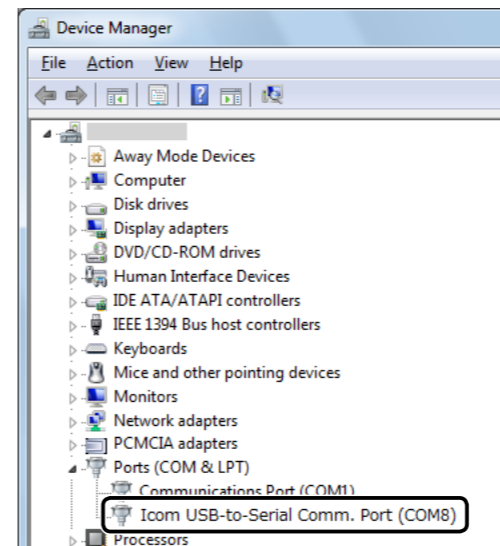 Device Manager
File Action View Help
Away Mode Devices
Computer
Disk drives
Display adapters
DVD/CD-ROM drives
Human Interface Devices
IDE ATA/ATAPI controllers
IEEE 1394 Bus host controllers
Keyboards
Mice and other pointing devices
Monitors
Network adapters
PCMCIA adapters
Ports (COM & LPT)
Communications Port (COM1)
Icom USB-to-Serial Comm. Port (COM8)
Processors